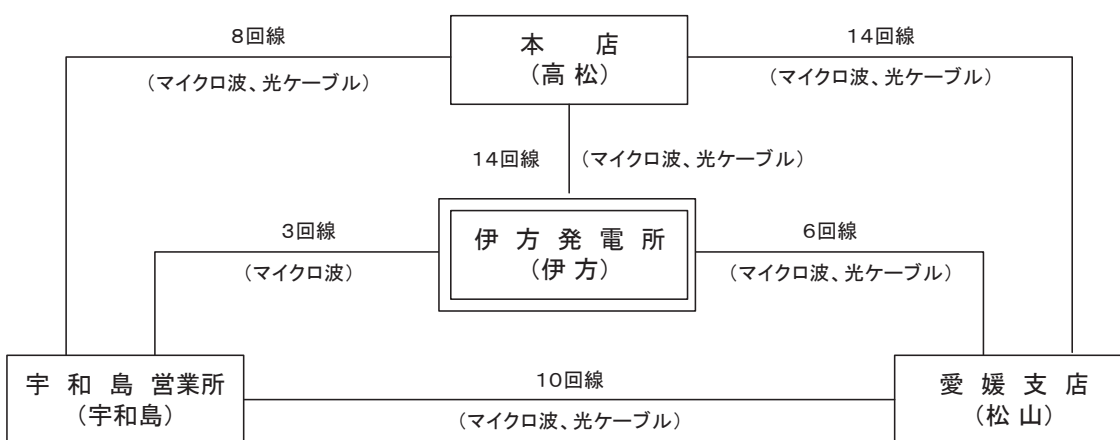 8回線
(マイクロ波、光ケーブル)
本 店
(高 松)
14回線
(マイクロ波、光ケーブル)
14回線
(マイクロ波、光ケーブル)
3回線
(マイクロ波)
伊 方 発 電 所
(伊 方)
6回線
(マイクロ波、光ケーブル)
宇 和 島 営業所
(宇和島)
10回線
(マイクロ波、光ケーブル)
愛 媛 支 店
(松 山)